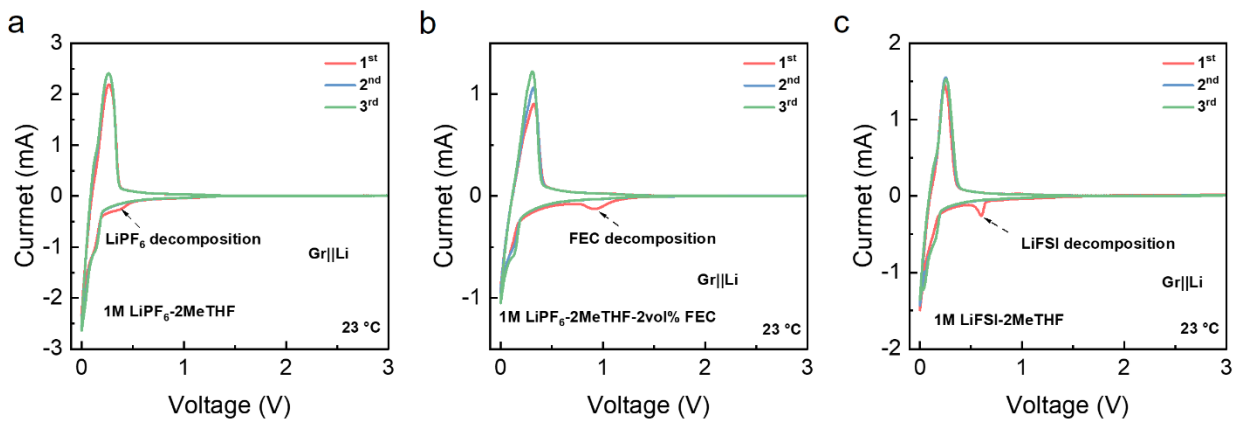 a
Currnet (mA)
3
2
1
0
-1
-2
-3
1st
2nd
3rd
LiPF6 decomposition
Gr||Li
1M LiPF6-2MeTHF
23 °C
0 1 2 3
Voltage (V)
b
Currnet (mA)
1
0
-1
1st
2nd
3rd
FEC decomposition
Gr||Li
1M LiPF6-2MeTHF-2vol% FEC
23 °C
0 1 2 3
Voltage (V)
c
Currnet (mA)
2
1
0
-1
-2
1st
2nd
3rd
LiFSI decomposition
Gr||Li
1M LiFSI-2MeTHF
23 °C
0 1 2 3
Voltage (V)